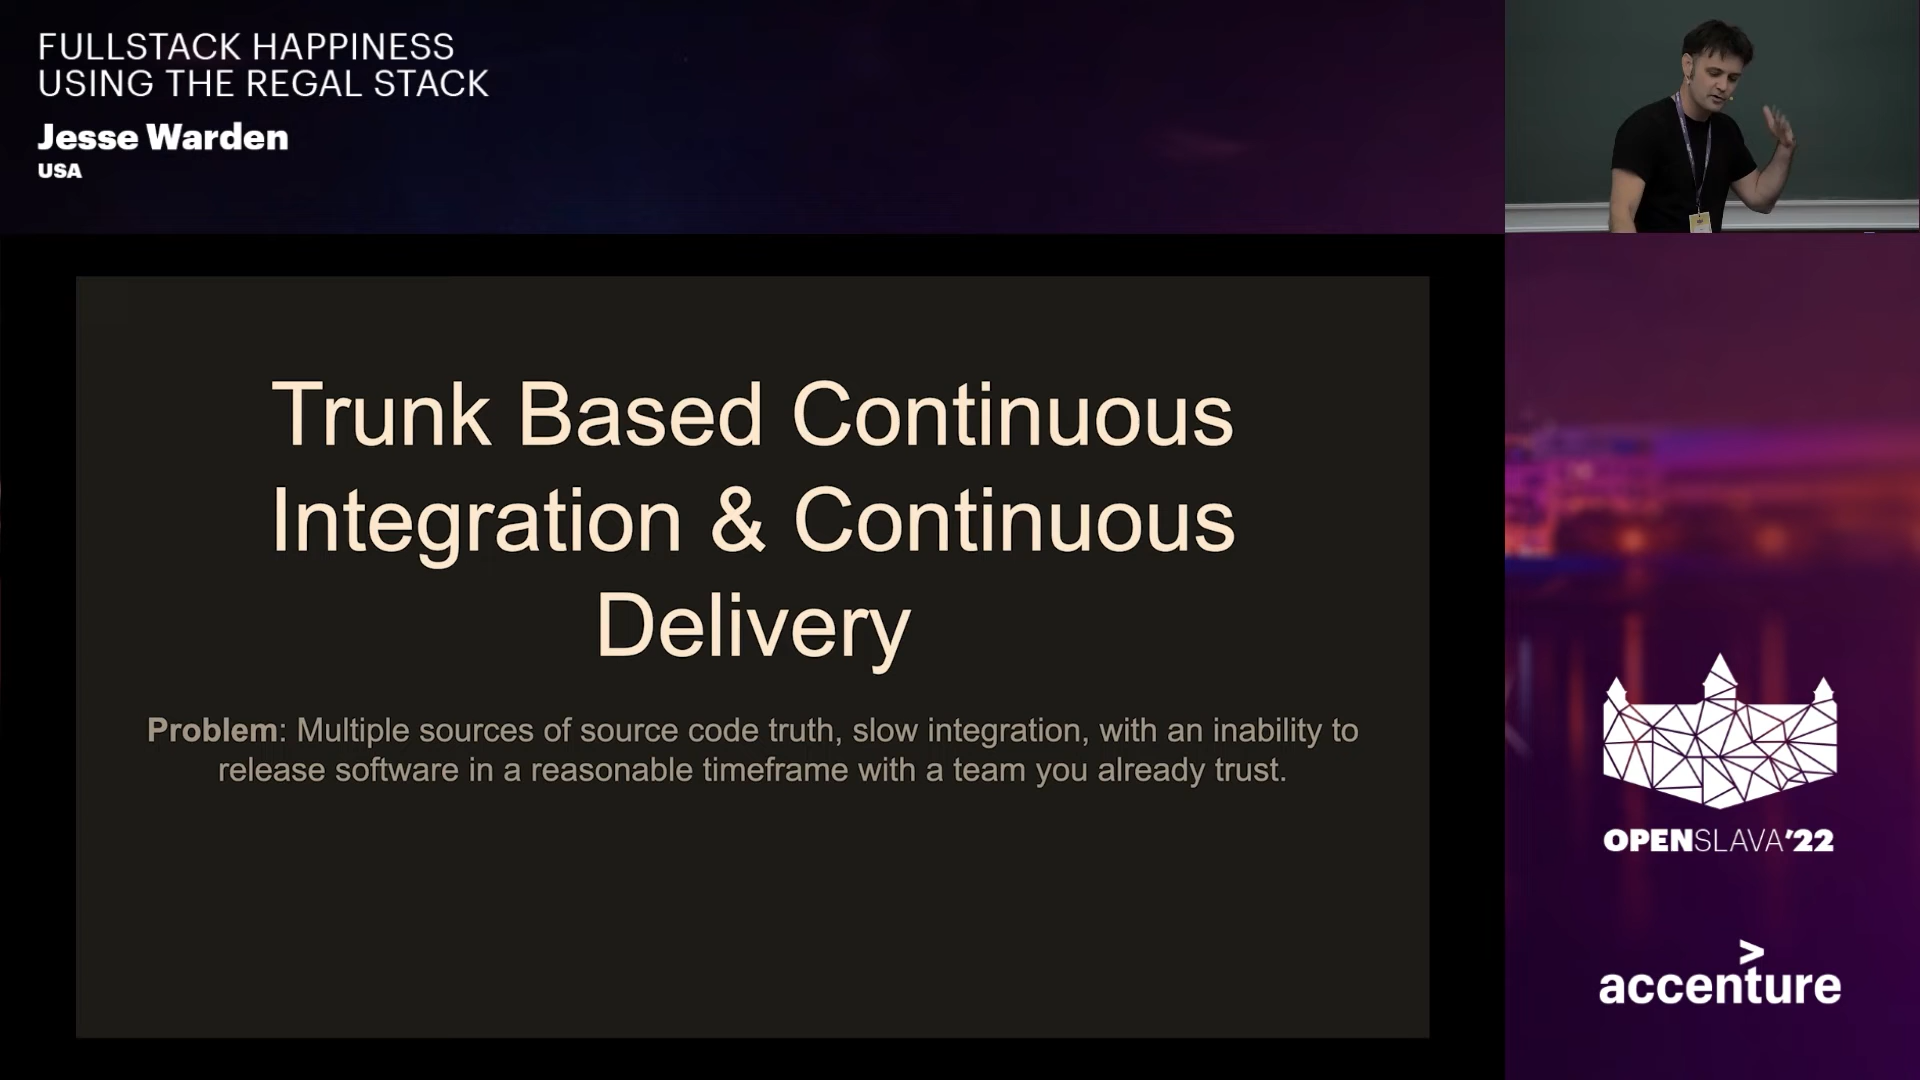 FULLSTACK HAPPINESS
USING THE REGAL STACK
Jesse Warden
USA
Trunk Based Continuous
Integration & Continuous
Delivery
Problem: Multiple sources of source code truth, slow integration, with an inability to
release software in a reasonable timeframe with a team you already trust.
OPENSLAVA'22
>
accenture